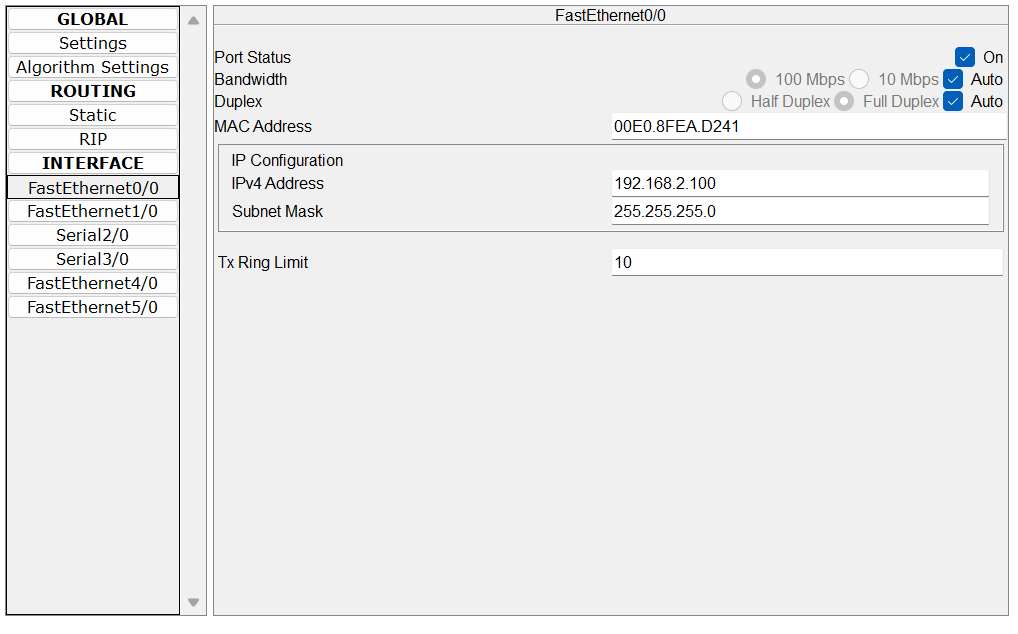 GLOBAL
Settings
Algorithm Settings
ROUTING
Static
RIP
INTERFACE
FastEthernet0/0
FastEthernet1/0
Serial2/0
Serial3/0
FastEthernet4/0
FastEthernet5/0
FastEthernet0/0
Port Status On
Bandwidth 100 Mbps 10 Mbps Auto
Duplex Half Duplex Full Duplex Auto
MAC Address 00E0.8FEA.D241
IP Configuration
IPv4 Address 192.168.2.100
Subnet Mask 255.255.255.0
Tx Ring Limit 10